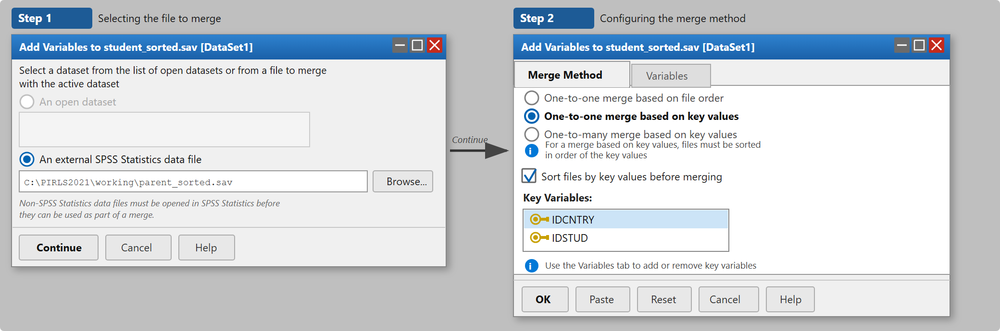 Step 1
Selecting the file to merge
Add Variables to student_sorted.sav [DataSet1]
Select a dataset from the list of open datasets or from a file to merge
with the active dataset
An open dataset
An external SPSS Statistics data file
C:\PIRLS2021\working\parent_sorted.sav
Browse...
Non-SPSS Statistics data files must be opened in SPSS Statistics before
they can be used as part of a merge.
Continue
Cancel
Help
Continue
Step 2
Configuring the merge method
Add Variables to student_sorted.sav [DataSet1]
Merge Method
Variables
One-to-one merge based on file order
One-to-one merge based on key values
One-to-many merge based on key values
For a merge based on key values, files must be sorted
in order of the key values
Sort files by key values before merging
Key Variables:
IDCNTRY
IDSTUD
Use the Variables tab to add or remove key variables
OK
Paste
Reset
Cancel
Help